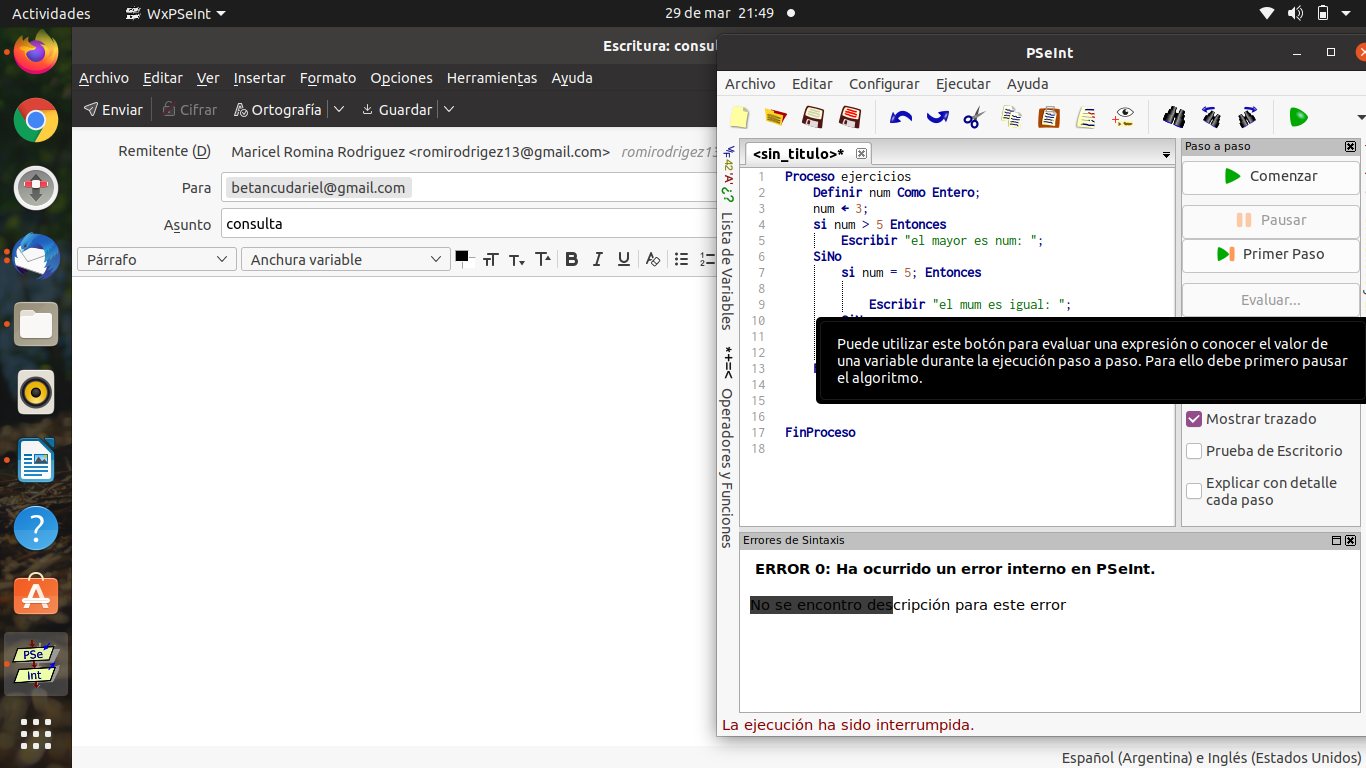 Actividades WxPSeInt 29 de mar 21:49
Escritura: consul
Archivo Editar Ver Insertar Formato Opciones Herramientas Ayuda
Enviar Cifrar Ortografía Guardar
Remitente (D) Maricel Romina Rodriguez <romirodrigez13@gmail.com> romirodrigez13
Para betancudariel@gmail.com
Asunto consulta
Párrafo Anchura variable
PSeInt
Archivo Editar Configurar Ejecutar Ayuda
<sin_titulo>*
Lista de Variables
Operadores y Funciones
1 Proceso ejercicios
2 Definir num Como Entero;
3 num ← 3;
4 si num > 5 Entonces
5 Escribir "el mayor es num: ";
6 SiNo
7 si num = 5; Entonces
8
9 Escribir "el mum es igual: ";
10
11
12
13
14
15
16
17 FinProceso
18
Paso a paso
Comenzar
Pausar
Primer Paso
Evaluar...
Puede utilizar este botón para evaluar una expresión o conocer el valor de
una variable durante la ejecución paso a paso. Para ello debe primero pausar
el algoritmo.
Mostrar trazado
Prueba de Escritorio
Explicar con detalle
cada paso
Errores de Sintaxis
ERROR 0: Ha ocurrido un error interno en PSeInt.
No se encontro descripción para este error
La ejecución ha sido interrumpida.
PSe
Int
Español (Argentina) e Inglés (Estados Unidos)